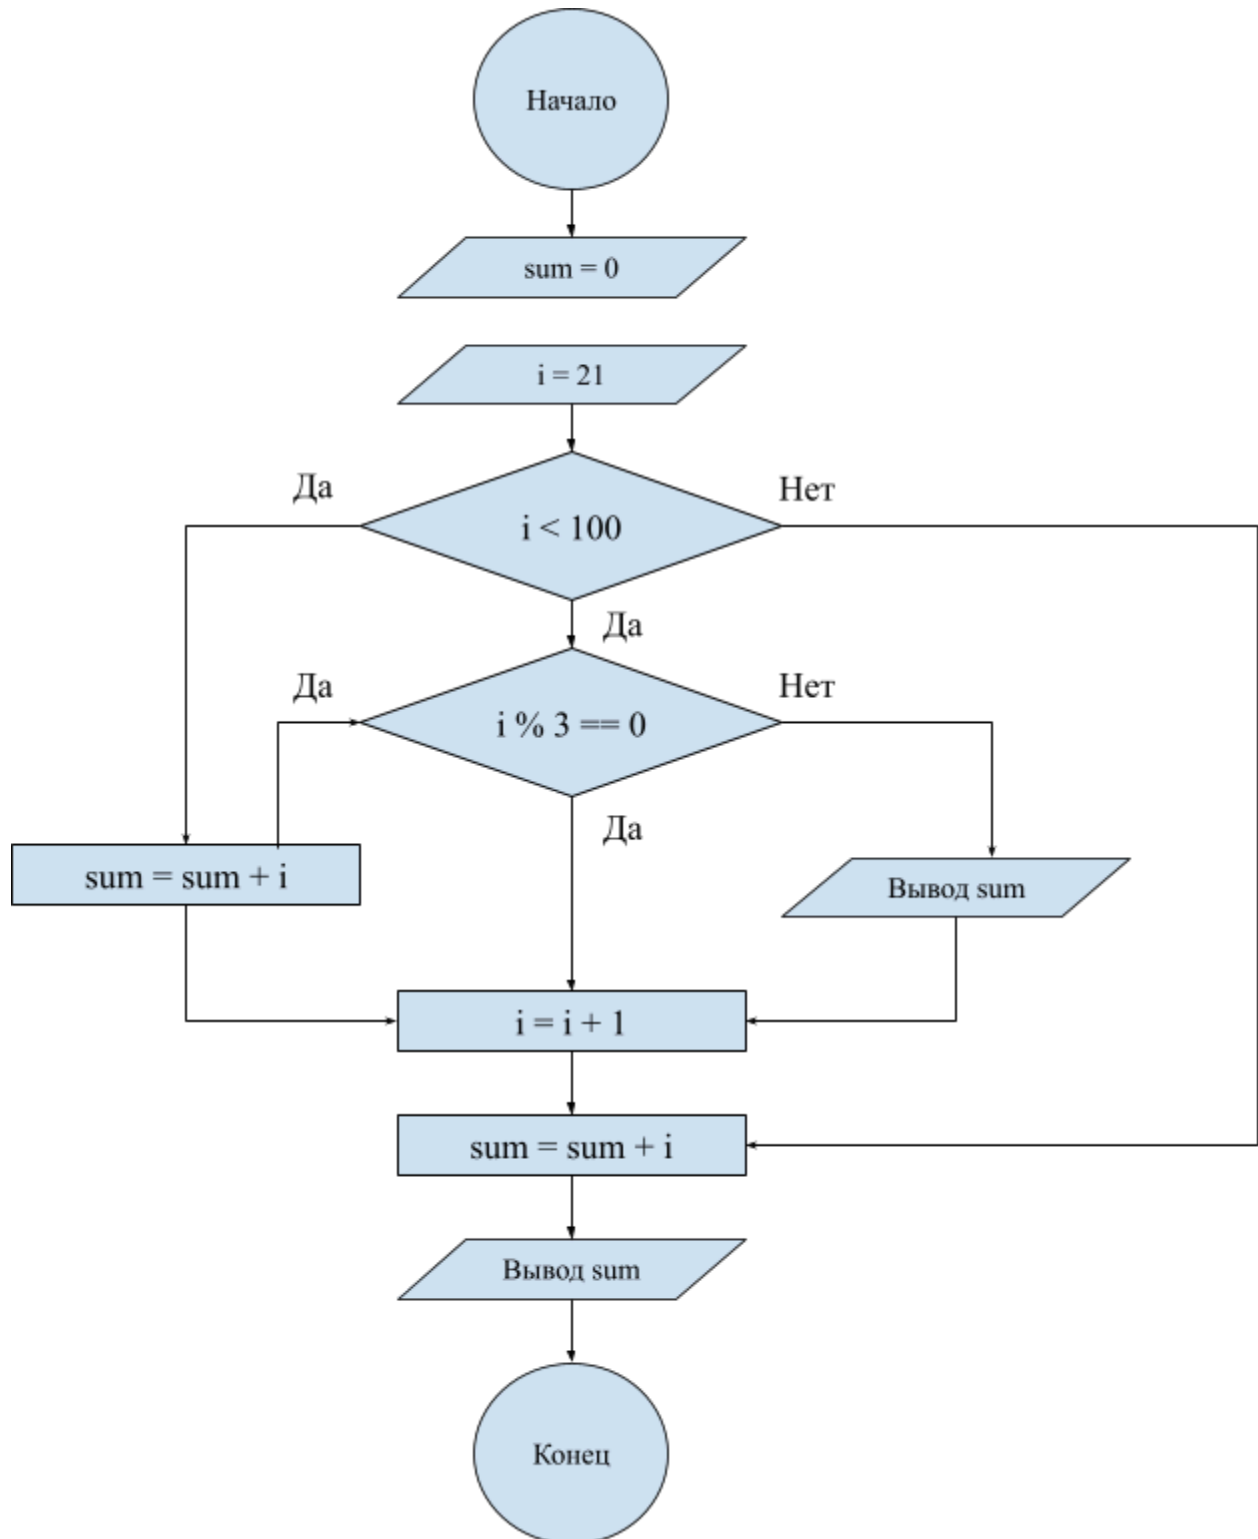 Начало
sum = 0
i = 21
Да
Нет
i < 100
Да
Да
Нет
i % 3 == 0
Да
sum = sum + i
Вывод sum
i = i + 1
sum = sum + i
Вывод sum
Конец